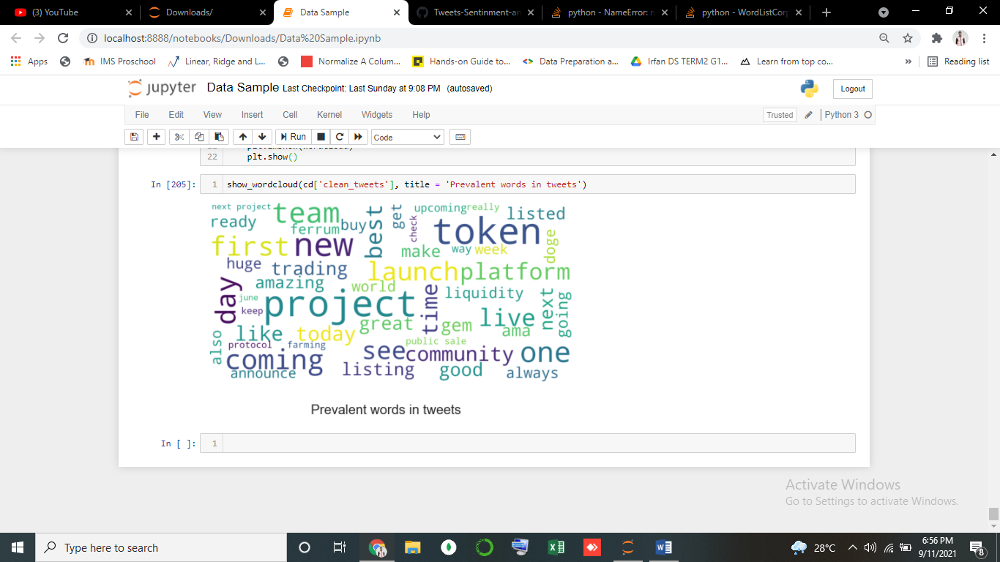 (3) YouTube
Downloads/
Data Sample
Tweets-Sentinment-an
python - NameError: n
python - WordListCorp
localhost:8888/notebooks/Downloads/Data%20Sample.ipynb
Apps
IMS Proschool
Linear, Ridge and L...
Normalize A Colum...
Hands-on Guide to...
Data Preparation a...
Irfan DS TERM2 G1...
Learn from top co...
»
Reading list
jupyter
Data Sample Last Checkpoint: Last Sunday at 9:08 PM (autosaved)
Logout
File Edit View Insert Cell Kernel Widgets Help
Trusted
Python 3
Run
Code
22 plt.show()
In [205]: 1 show_wordcloud(cd['clean_tweets'], title = 'Prevalent words in tweets')
next project
team
best
get
upcoming
really
listed
ready
ferrum
buy
check
token
first
new
make
way
week
doge
huge
trading
launch
platform
amazing
world
day
june
keep
project
time
liquidity
next
going
great
gem
live
ama
also
like
today
protocol
farming
public sale
coming
see
community
one
announce
listing
good
always
Prevalent words in tweets
In [ ]: 1
Activate Windows
Go to Settings to activate Windows.
Type here to search
28°C
6:56 PM
9/11/2021
8